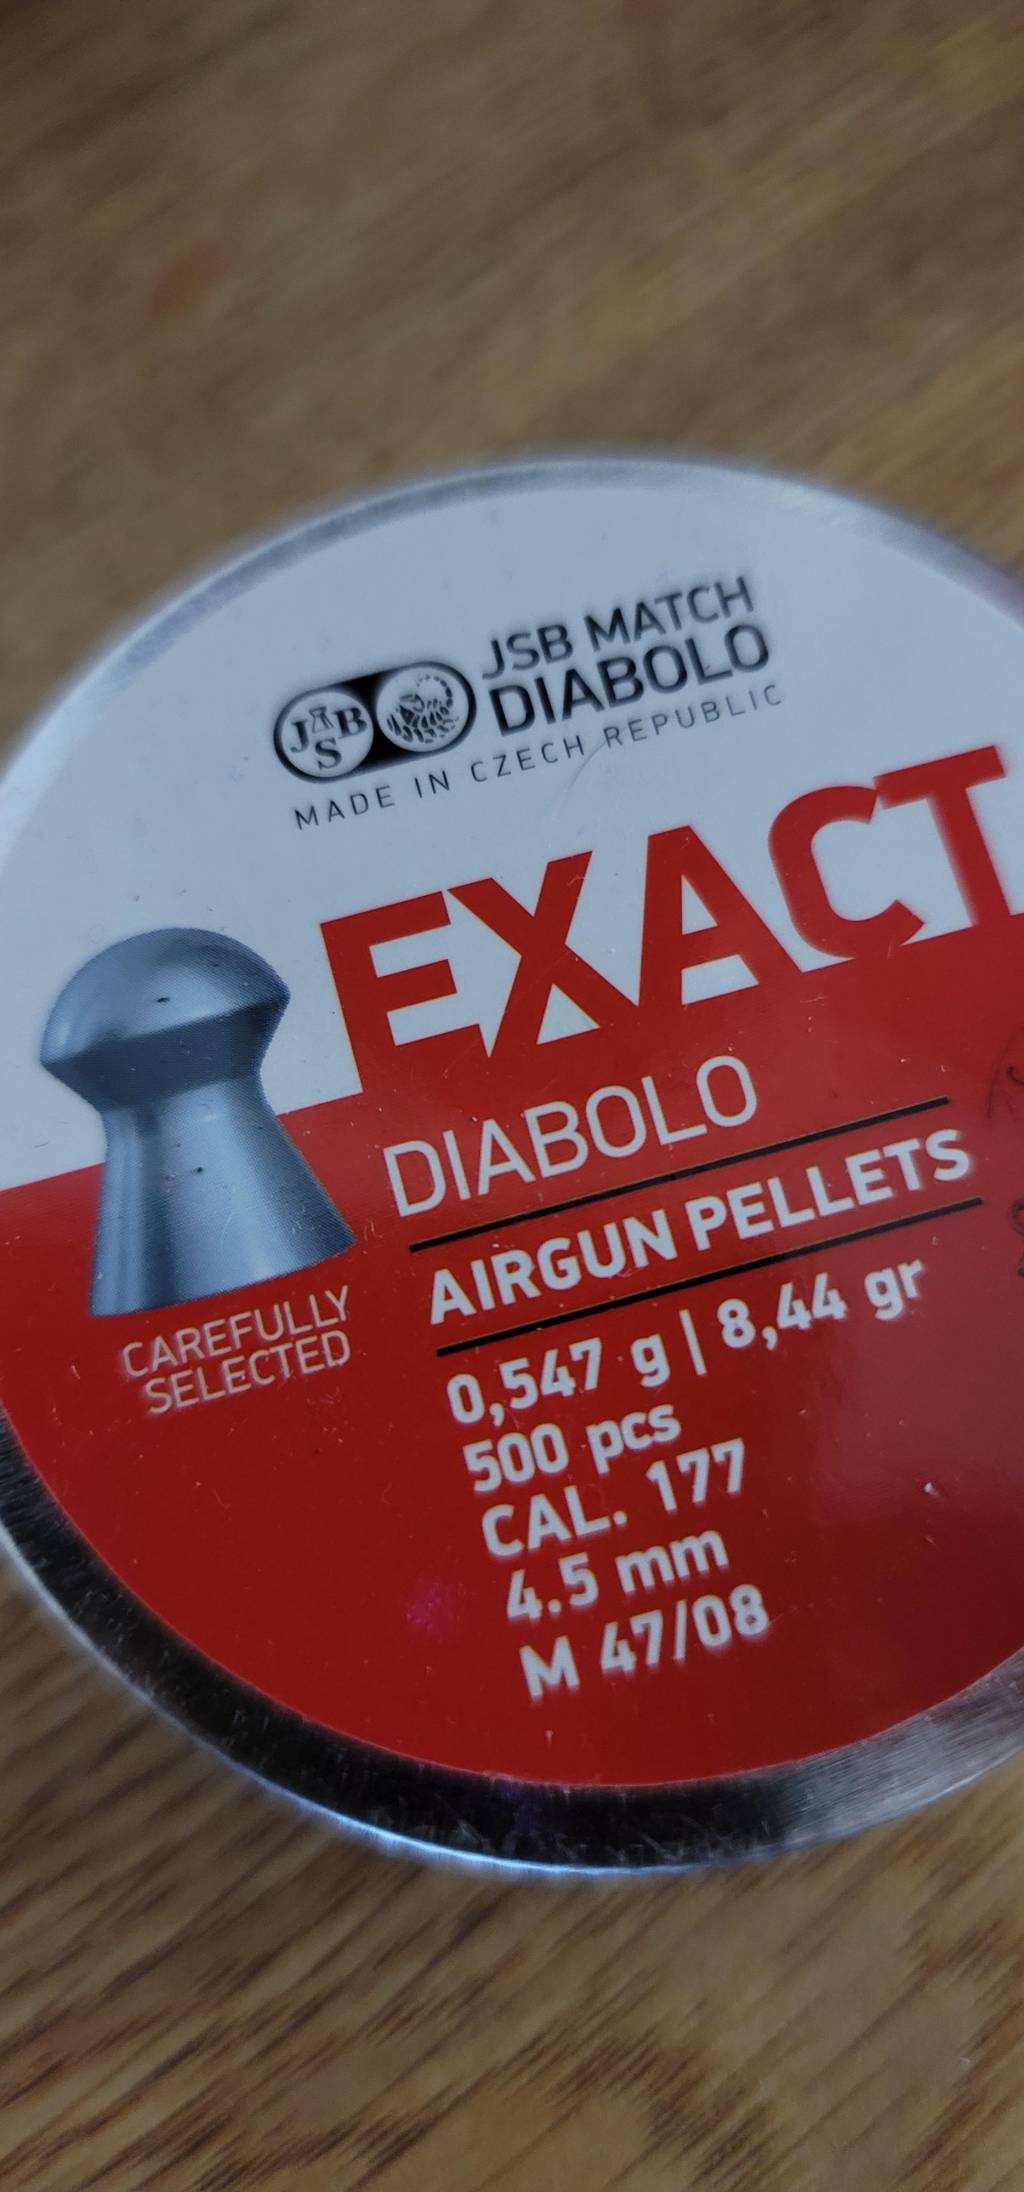 JSB
JSB MATCH
DIABOLO
MADE IN CZECH REPUBLIC
EXACT
DIABOLO
AIRGUN PELLETS
CAREFULLY
SELECTED
0,547 g | 8,44 gr
500 pcs
CAL. 177
4.5 mm
M 47/08